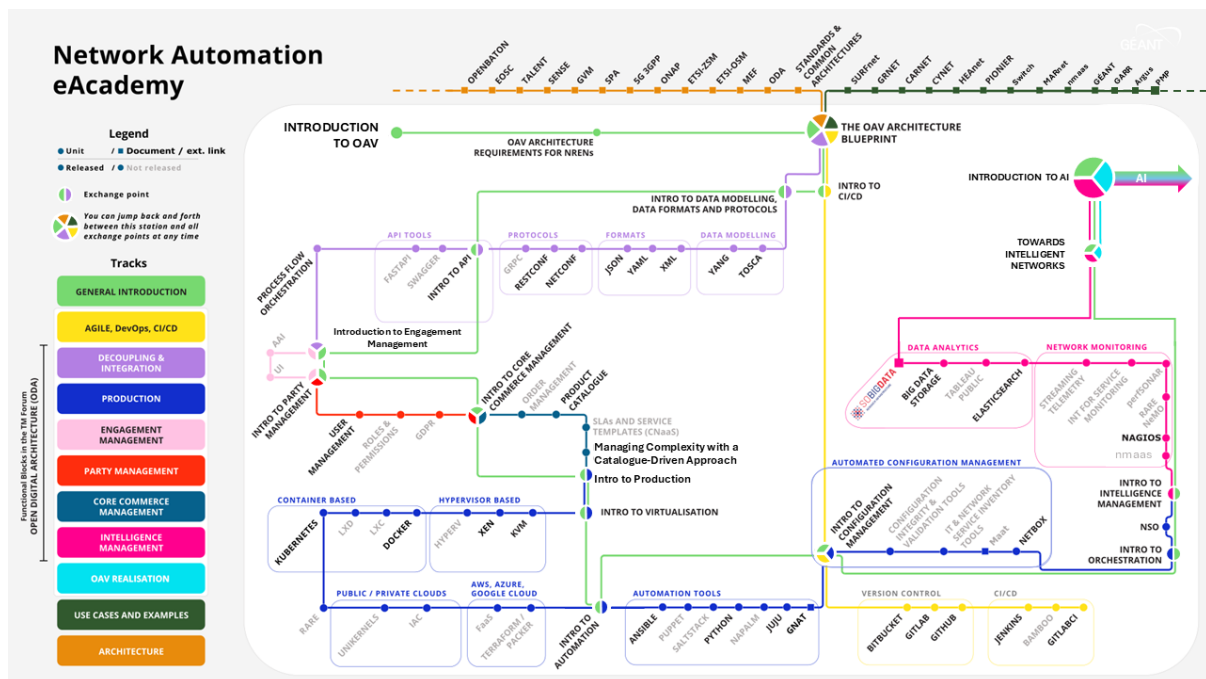 Network Automation
eAcademy
GÉANT
Legend
Unit / Document / ext. link
Released / Not released
Exchange point
You can jump back and forth
between this station and all
exchange points at any time
Tracks
GENERAL INTRODUCTION
AGILE, DevOps, CI/CD
DECOUPLING &
INTEGRATION
PRODUCTION
ENGAGEMENT
MANAGEMENT
PARTY MANAGEMENT
CORE COMMERCE
MANAGEMENT
INTELLIGENCE
MANAGEMENT
OAV REALISATION
USE CASES AND EXAMPLES
ARCHITECTURE
Functional Blocks in the TM Forum
OPEN DIGITAL ARCHITECTURE (ODA)
OPENBATON
EOSC
TALENT
SENSE
GVM
SPA
5G 3GPP
ONAP
ETSI-ZSM
ETSI-OSM
MEF
ODA
STANDARDS &
COMMON
ARCHITECTURES
SURFnet
GRNET
CARNET
CYNET
HEAnet
PIONIER
Switch
MARnet
nmaas
GÉANT
GARR
Argus
PMP
INTRODUCTION
TO OAV
OAV ARCHITECTURE
REQUIREMENTS FOR NRENs
THE OAV ARCHITECTURE
BLUEPRINT
INTRO TO DATA MODELLING,
DATA FORMATS AND PROTOCOLS
INTRO TO
CI/CD
INTRODUCTION TO AI
AI
TOWARDS
INTELLIGENT
NETWORKS
PROCESS FLOW
ORCHESTRATION
API TOOLS
FASTAPI
SWAGGER
INTRO TO API
PROTOCOLS
GRPC
RESTCONF
NETCONF
FORMATS
JSON
YAML
XML
DATA MODELLING
YANG
TOSCA
Introduction to Engagement
Management
AAI
UI
INTRO TO PARTY
MANAGEMENT
USER
MANAGEMENT
ROLES &
PERMISSIONS
GDPR
INTRO TO CORE
COMMERCE MANAGEMENT
ORDER
MANAGEMENT
PRODUCT
CATALOGUE
SLAs AND SERVICE
TEMPLATES (CNaaS)
Managing Complexity with a
Catalogue-Driven Approach
Intro to Production
INTRO TO VIRTUALISATION
DATA ANALYTICS
SOBIGDATA
BIG DATA
STORAGE
TABLEAU
PUBLIC
ELASTICSEARCH
NETWORK MONITORING
STREAMING
TELEMETRY
INT FOR SERVICE
MONITORING
perfSONAR
RARE
NeMO
NAGIOS
nmaas
INTRO TO
INTELLIGENCE
MANAGEMENT
NSO
INTRO TO
ORCHESTRATION
AUTOMATED CONFIGURATION MANAGEMENT
INTRO TO
CONFIGURATION
MANAGEMENT
CONFIGURATION
INTEGRITY &
VALIDATION TOOLS
IT & NETWORK
SERVICE INVENTORY
TOOLS
Maat
NETBOX
CONTAINER BASED
KUBERNETES
LXD
LXC
DOCKER
HYPERVISOR BASED
HYPERV
XEN
KVM
RARE
PUBLIC / PRIVATE CLOUDS
UNIKERNELS
IAC
AWS, AZURE,
GOOGLE CLOUD
FaaS
TERRAFORM /
PACKER
INTRO TO
AUTOMATION
AUTOMATION TOOLS
ANSIBLE
PUPPET
SALTSTACK
PYTHON
NAPALM
JUJU
GNAT
VERSION CONTROL
BITBUCKET
GITLAB
GITHUB
CI/CD
JENKINS
BAMBOO
GITLABCI